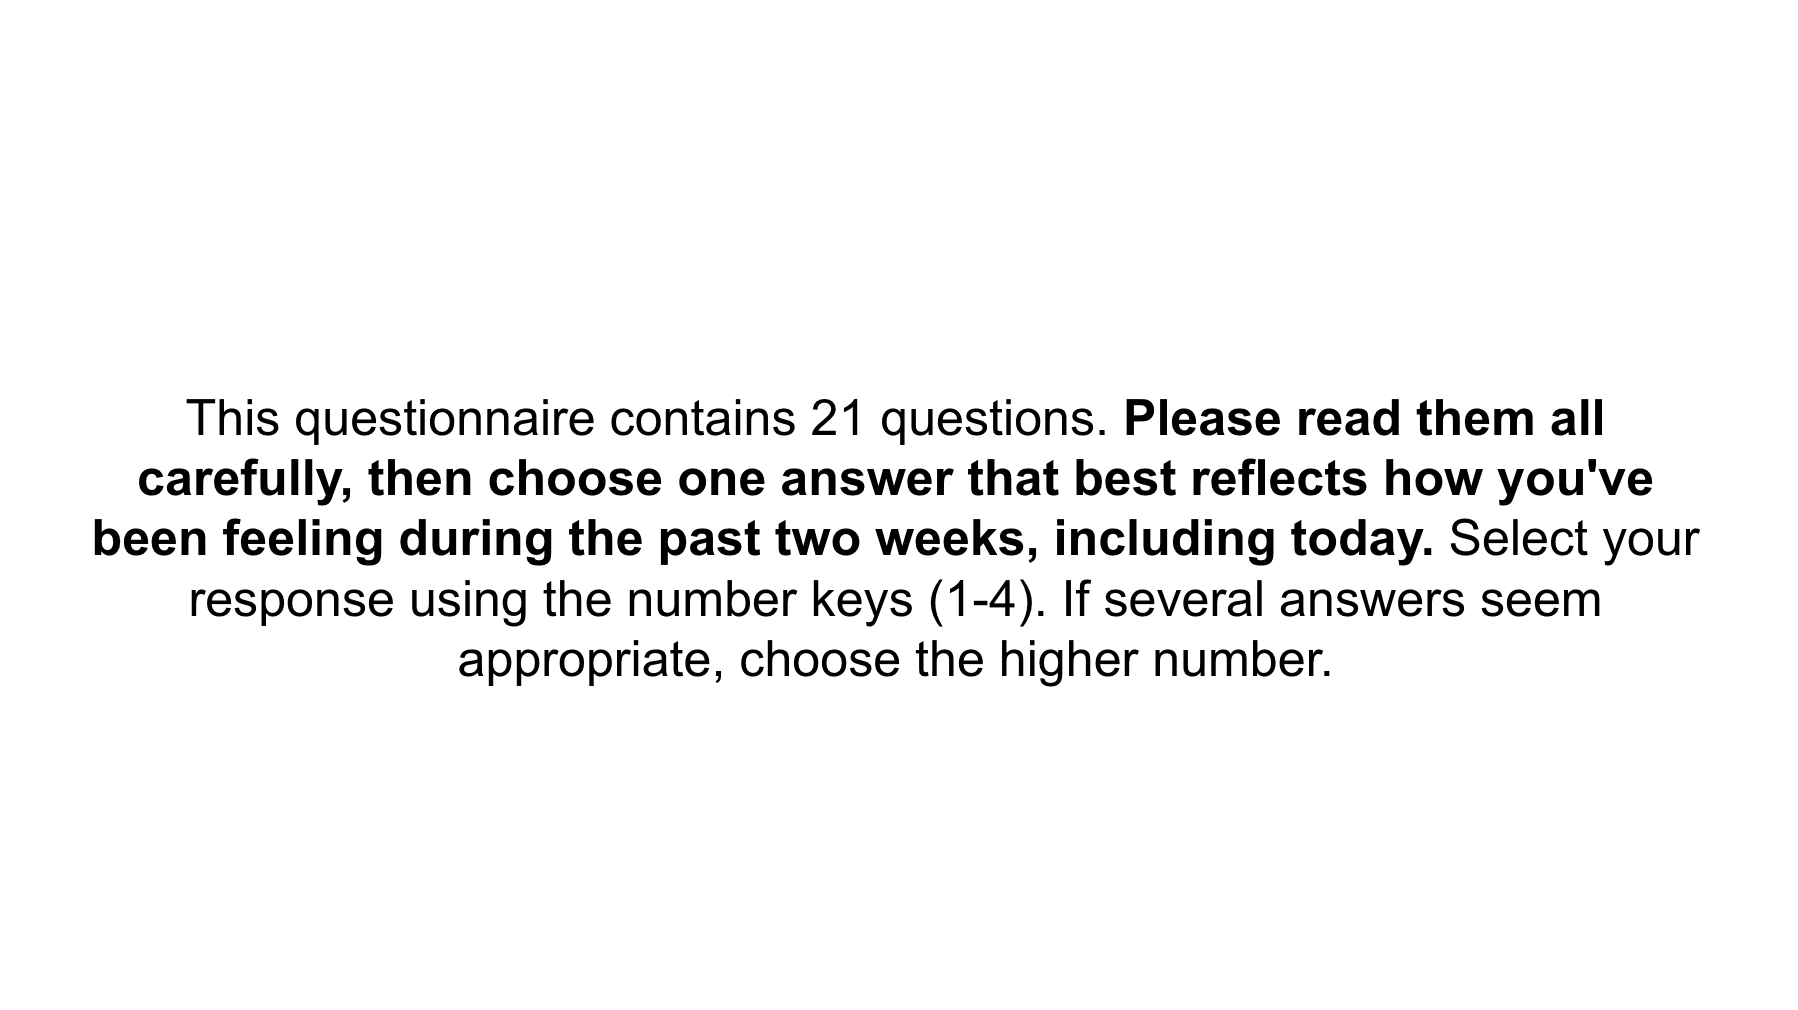 This questionnaire contains 21 questions. Please read them all
carefully, then choose one answer that best reflects how you've
been feeling during the past two weeks, including today. Select your
response using the number keys (1-4). If several answers seem
appropriate, choose the higher number.